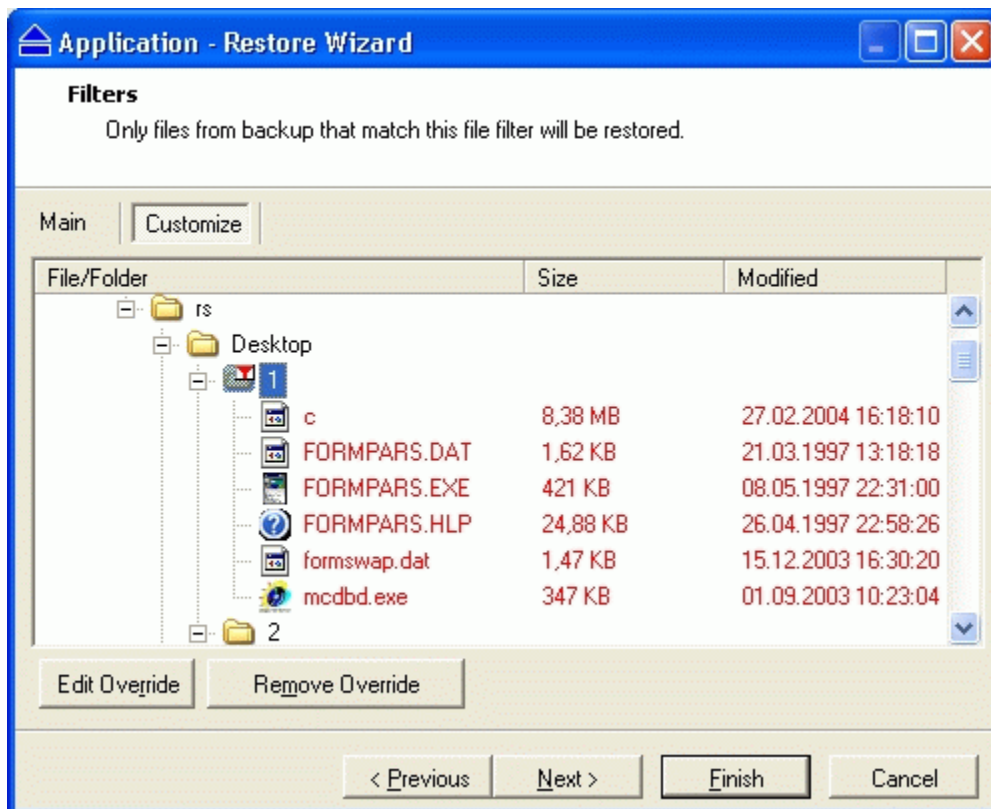 Application - Restore Wizard
Filters
Only files from backup that match this file filter will be restored.
Main Customize
File/Folder Size Modified
rs
Desktop
1
c 8,38 MB 27.02.2004 16:18:10
FORMPARS.DAT 1,62 KB 21.03.1997 13:18:18
FORMPARS.EXE 421 KB 08.05.1997 22:31:00
FORMPARS.HLP 24,88 KB 26.04.1997 22:58:26
formswap.dat 1,47 KB 15.12.2003 16:30:20
mcdbd.exe 347 KB 01.09.2003 10:23:04
2
Edit Override Remove Override
< Previous Next > Finish Cancel